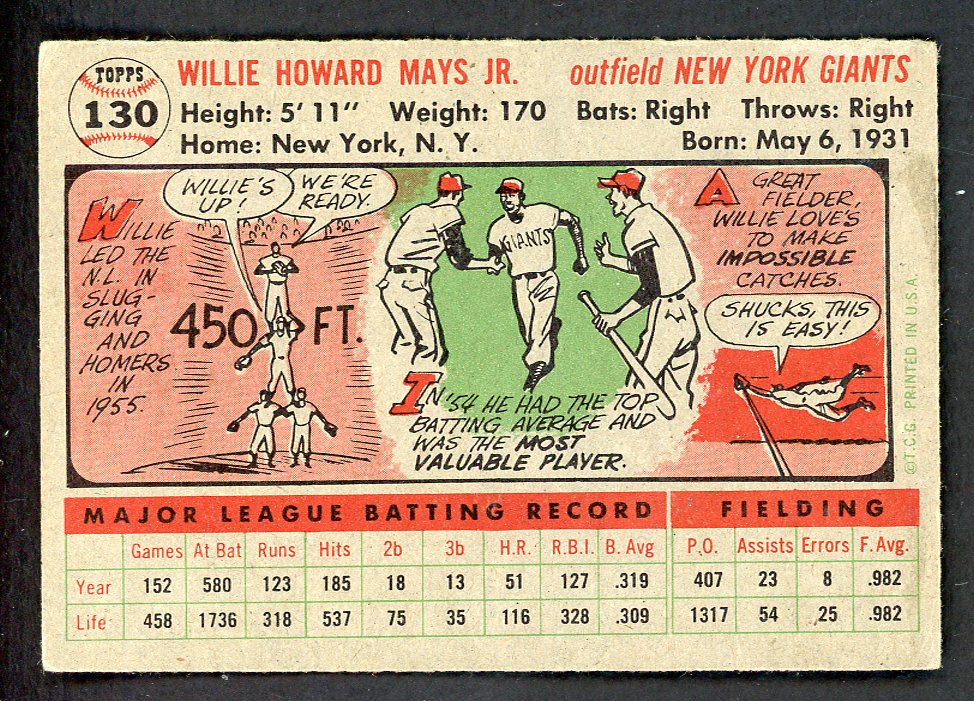 TOPPS
130
WILLIE HOWARD MAYS JR. outfield NEW YORK GIANTS
Height: 5' 11" Weight: 170 Bats: Right Throws: Right
Home: New York, N. Y. Born: May 6, 1931
WILLIE
LED THE
N.L. IN
SLUG-
GING
AND
HOMERS
IN
1955.
WILLIE'S
UP!
WE'RE
READY.
450 FT.
GIANTS
IN '54 HE HAD THE TOP
BATTING AVERAGE AND
WAS THE MOST
VALUABLE PLAYER.
A GREAT
FIELDER,
WILLIE LOVE'S
TO MAKE
IMPOSSIBLE
CATCHES.
SHUCKS, THIS
IS EASY!
©T.C.G. PRINTED IN U.S.A.
MAJOR LEAGUE BATTING RECORD FIELDING
Games At Bat Runs Hits 2b 3b H.R. R.B.I. B. Avg P.O. Assists Errors F. Avg.
Year 152 580 123 185 18 13 51 127 .319 407 23 8 .982
Life 458 1736 318 537 75 35 116 328 .309 1317 54 25 .982